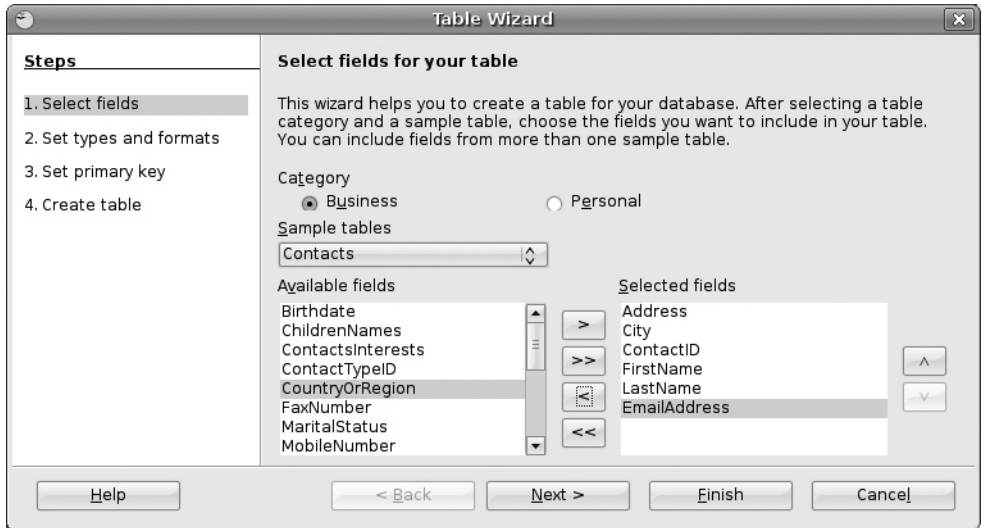 Table Wizard
Steps
1. Select fields
2. Set types and formats
3. Set primary key
4. Create table
Select fields for your table
This wizard helps you to create a table for your database. After selecting a table
category and a sample table, choose the fields you want to include in your table.
You can include fields from more than one sample table.
Category
Business
Personal
Sample tables
Contacts
Available fields
Birthdate
ChildrenNames
ContactsInterests
ContactTypeID
CountryOrRegion
FaxNumber
MaritalStatus
MobileNumber
>
>>
<
<<
Selected fields
Address
City
ContactID
FirstName
LastName
EmailAddress
Help
< Back
Next >
Finish
Cancel